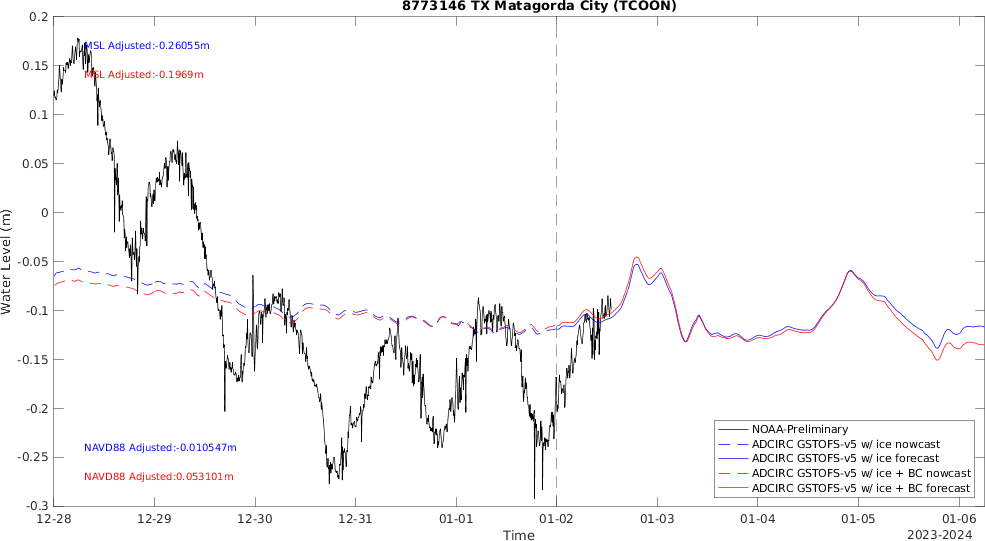 8773146 TX Matagorda City (TCOON)
MSL Adjusted:-0.26055m
MSL Adjusted:-0.1969m
NAVD88 Adjusted:-0.010547m
NAVD88 Adjusted:0.053101m
Water Level (m)
0.2
0.15
0.1
0.05
0
-0.05
-0.1
-0.15
-0.2
-0.25
-0.3
12-28
12-29
12-30
12-31
01-01
01-02
01-03
01-04
01-05
01-06
Time
2023-2024
NOAA-Preliminary
ADCIRC GSTOFS-v5 w/ ice nowcast
ADCIRC GSTOFS-v5 w/ ice forecast
ADCIRC GSTOFS-v5 w/ ice + BC nowcast
ADCIRC GSTOFS-v5 w/ ice + BC forecast